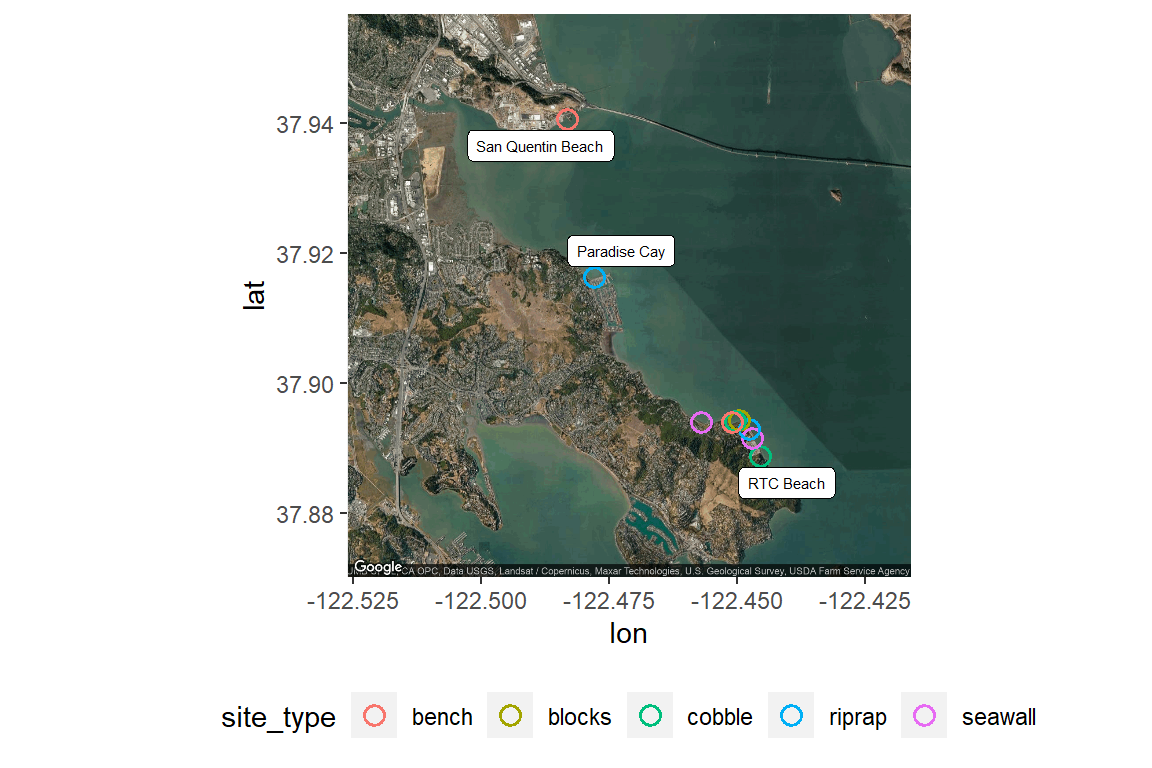 37.94
San Quentin Beach
37.92
Paradise Cay
lat
37.90
RTC Beach
37.88
Google
CA OPC, Data USGS, Landsat / Copernicus, Maxar Technologies, U.S. Geological Survey, USDA Farm Service Agency
-122.525 -122.500 -122.475 -122.450 -122.425
lon
site_type bench blocks cobble riprap seawall